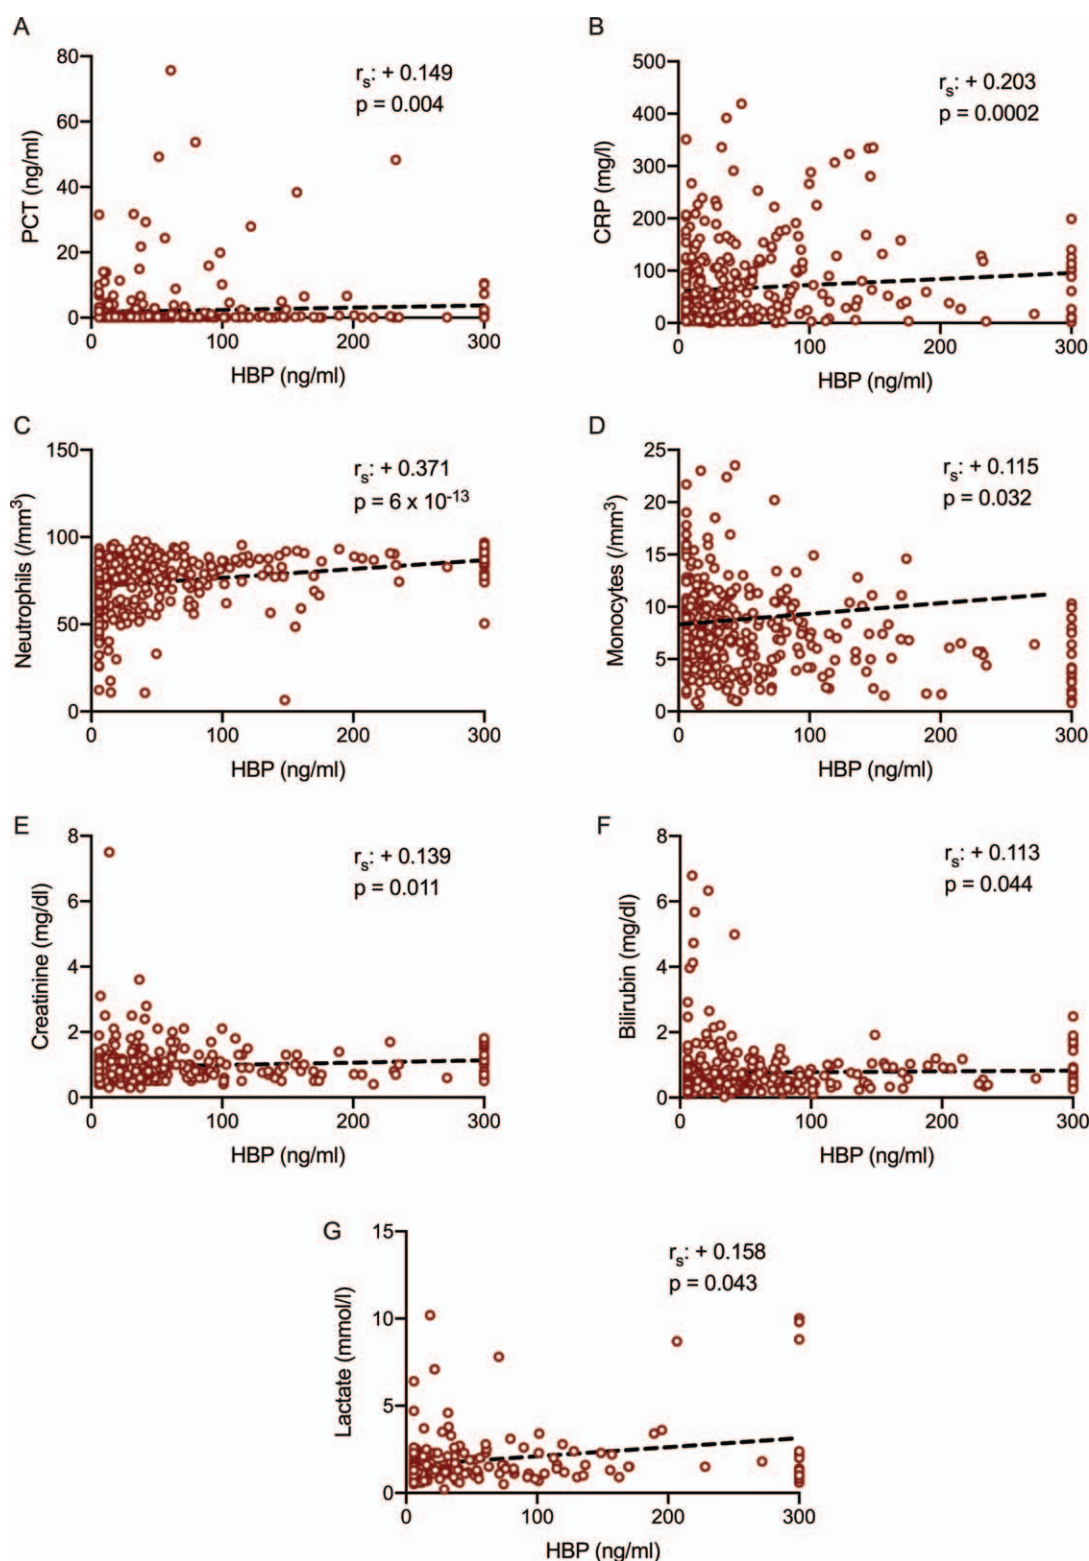 A
B
PCT (ng/ml)
80
60
40
20
0
rₛ: + 0.149
p = 0.004
0 100 200 300
HBP (ng/ml)
CRP (mg/l)
500
400
300
200
100
0
rₛ: + 0.203
p = 0.0002
0 100 200 300
HBP (ng/ml)
C
D
Neutrophils (/mm³)
150
100
50
0
rₛ: + 0.371
p = 6 x 10⁻¹³
0 100 200 300
HBP (ng/ml)
Monocytes (/mm³)
25
20
15
10
5
0
rₛ: + 0.115
p = 0.032
0 100 200 300
HBP (ng/ml)
E
F
Creatinine (mg/dl)
8
6
4
2
0
rₛ: + 0.139
p = 0.011
0 100 200 300
HBP (ng/ml)
Bilirubin (mg/dl)
8
6
4
2
0
rₛ: + 0.113
p = 0.044
0 100 200 300
HBP (ng/ml)
G
Lactate (mmol/l)
15
10
5
0
rₛ: + 0.158
p = 0.043
0 100 200 300
HBP (ng/ml)